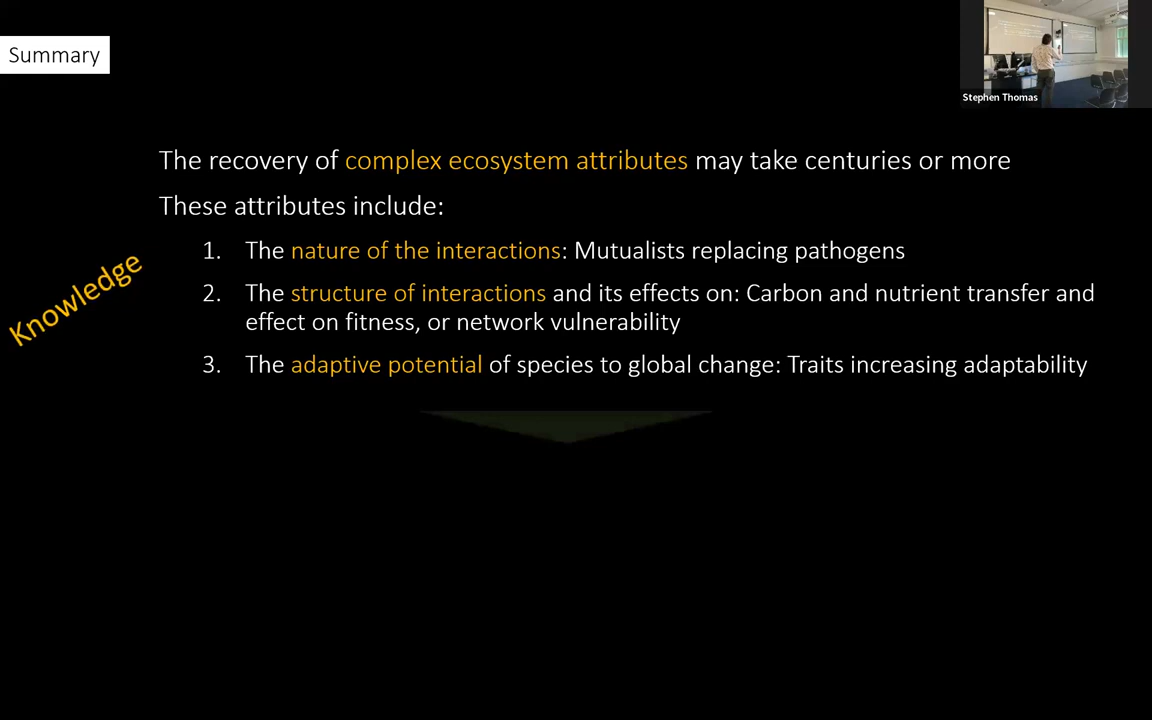 Summary
Stephen Thomas
The recovery of complex ecosystem attributes may take centuries or more
These attributes include:
1. The nature of the interactions: Mutualists replacing pathogens
2. The structure of interactions and its effects on: Carbon and nutrient transfer and
effect on fitness, or network vulnerability
3. The adaptive potential of species to global change: Traits increasing adaptability
Knowledge